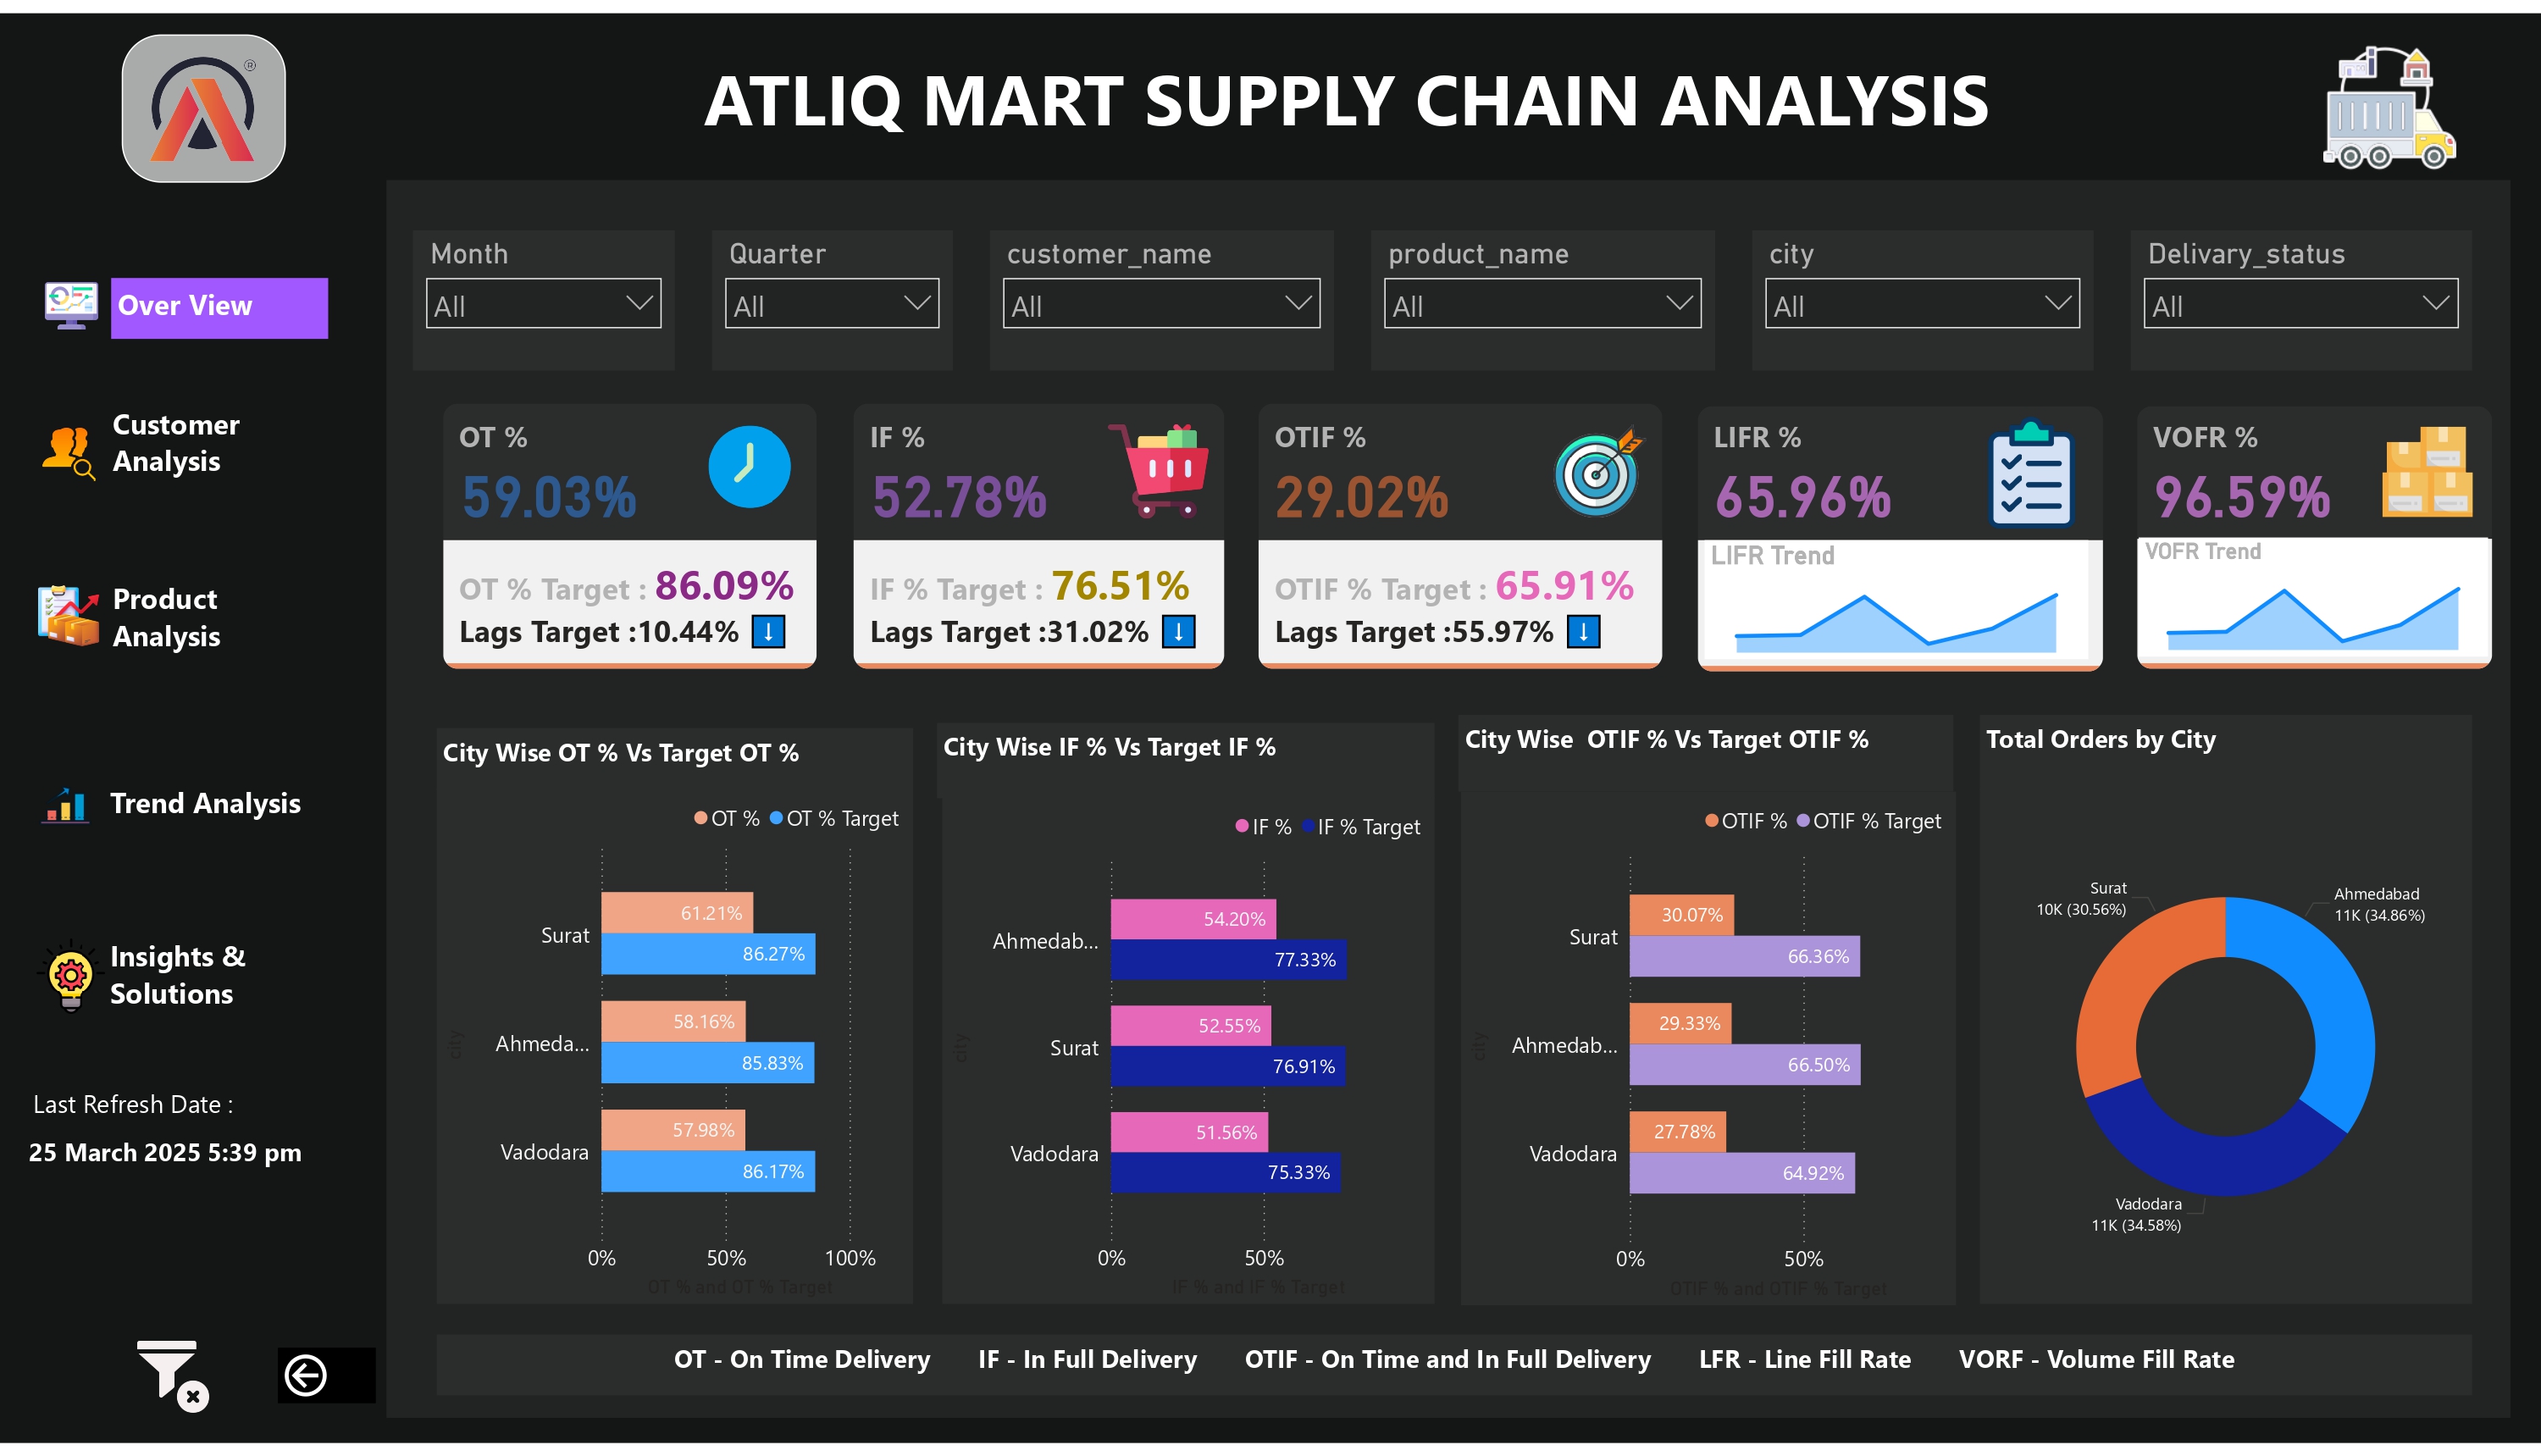 ®
ATLIQ MART SUPPLY CHAIN ANALYSIS
Over View
Customer
Analysis
Product
Analysis
Trend Analysis
Insights &
Solutions
Last Refresh Date :
25 March 2025 5:39 pm
Month
All
Quarter
All
customer_name
All
product_name
All
city
All
Delivary_status
All
OT %
59.03%
OT % Target : 86.09%
Lags Target :10.44% ↓
IF %
52.78%
IF % Target : 76.51%
Lags Target :31.02% ↓
OTIF %
29.02%
OTIF % Target : 65.91%
Lags Target :55.97% ↓
LIFR %
65.96%
LIFR Trend
VOFR %
96.59%
VOFR Trend
City Wise OT % Vs Target OT %
OT % OT % Target
city
Surat
61.21%
86.27%
Ahmeda...
58.16%
85.83%
Vadodara
57.98%
86.17%
0% 50% 100%
OT % and OT % Target
City Wise IF % Vs Target IF %
IF % IF % Target
city
Ahmedab...
54.20%
77.33%
Surat
52.55%
76.91%
Vadodara
51.56%
75.33%
0% 50%
IF % and IF % Target
City Wise OTIF % Vs Target OTIF %
OTIF % OTIF % Target
city
Surat
30.07%
66.36%
Ahmedab...
29.33%
66.50%
Vadodara
27.78%
64.92%
0% 50%
OTIF % and OTIF % Target
Total Orders by City
Surat
10K (30.56%)
Ahmedabad
11K (34.86%)
Vadodara
11K (34.58%)
OT - On Time Delivery IF - In Full Delivery OTIF - On Time and In Full Delivery LFR - Line Fill Rate VORF - Volume Fill Rate